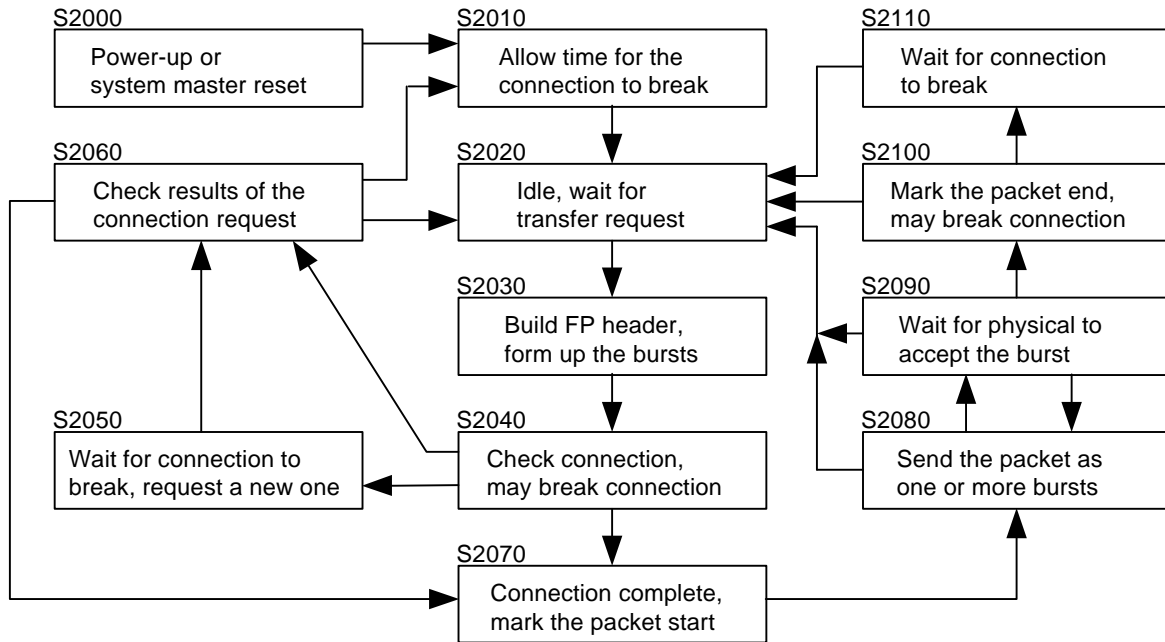 S2000
Power-up or
system master reset
S2010
Allow time for the
connection to break
S2110
Wait for connection
to break
S2060
Check results of the
connection request
S2020
Idle, wait for
transfer request
S2100
Mark the packet end,
may break connection
S2030
Build FP header,
form up the bursts
S2090
Wait for physical to
accept the burst
S2050
Wait for connection to
break, request a new one
S2040
Check connection,
may break connection
S2080
Send the packet as
one or more bursts
S2070
Connection complete,
mark the packet start